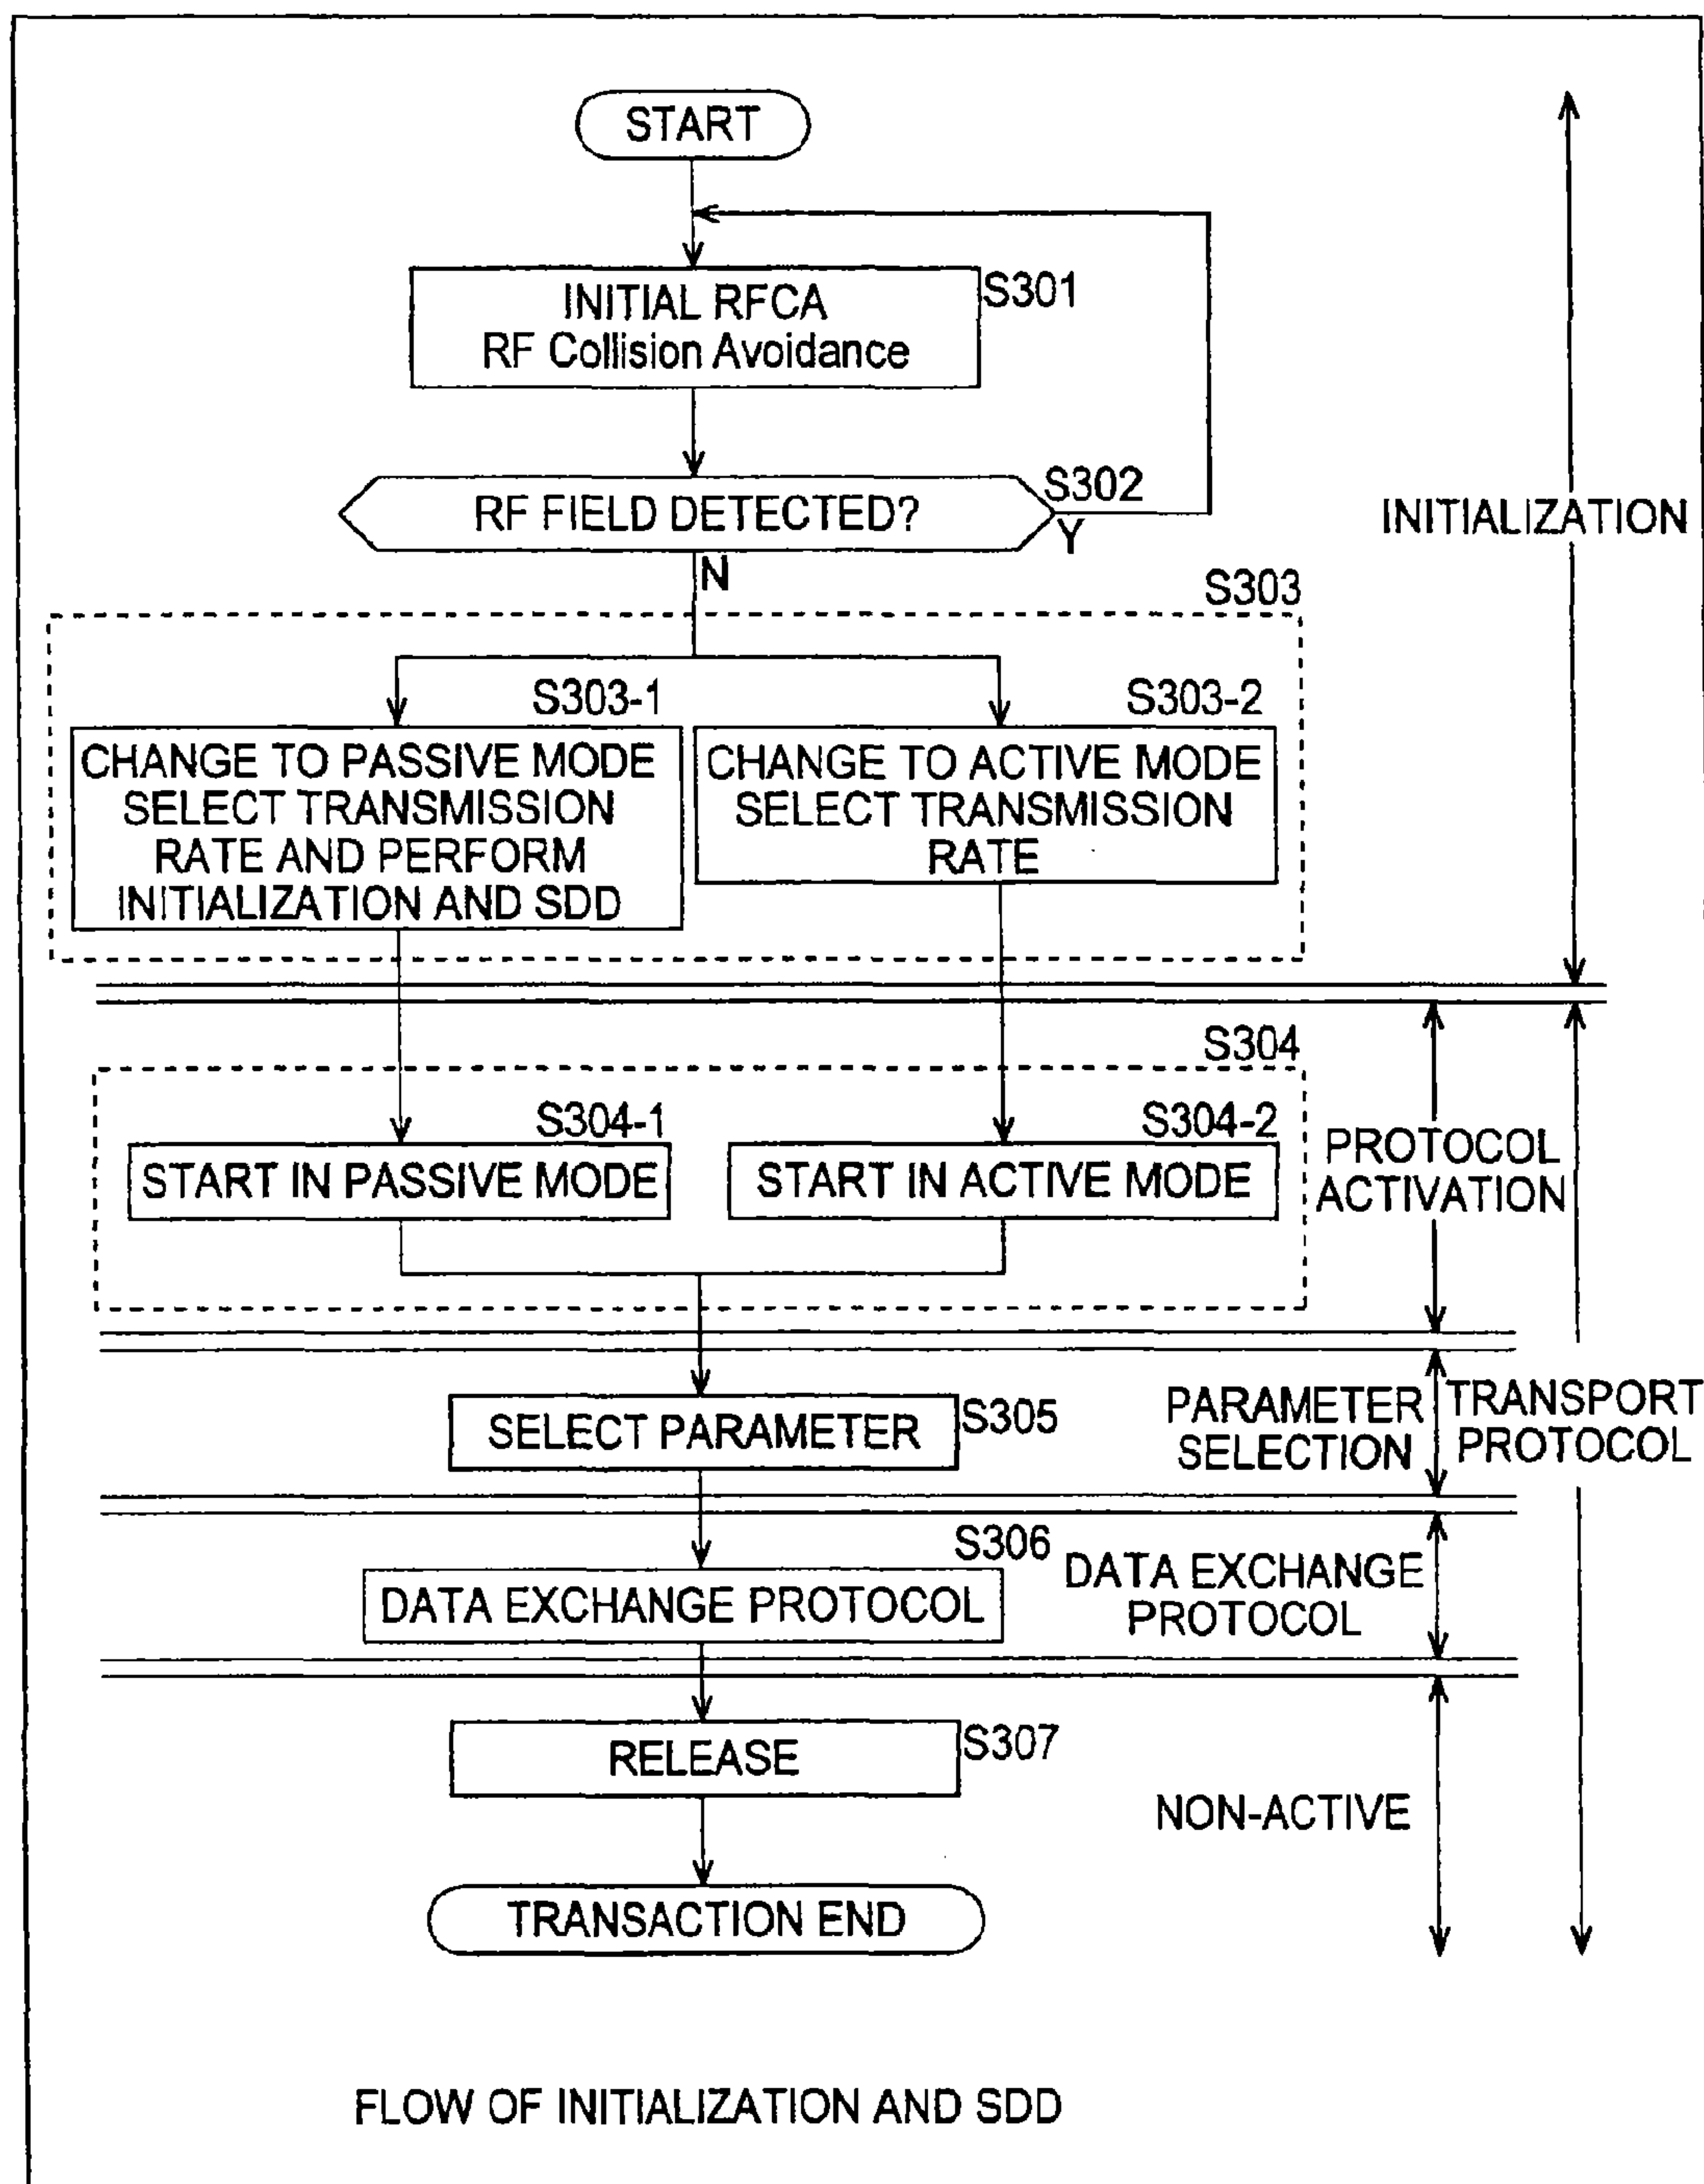 START
INITIAL RFCA
RF Collision Avoidance
S301
RF FIELD DETECTED?
S302
Y
N
INITIALIZATION
S303
S303-1
CHANGE TO PASSIVE MODE
SELECT TRANSMISSION
RATE AND PERFORM
INITIALIZATION AND SDD
S303-2
CHANGE TO ACTIVE MODE
SELECT TRANSMISSION
RATE
S304
S304-1
START IN PASSIVE MODE
S304-2
START IN ACTIVE MODE
PROTOCOL
ACTIVATION
SELECT PARAMETER
S305
PARAMETER
SELECTION
TRANSPORT
PROTOCOL
S306
DATA EXCHANGE PROTOCOL
DATA EXCHANGE
PROTOCOL
RELEASE
S307
NON-ACTIVE
TRANSACTION END
FLOW OF INITIALIZATION AND SDD